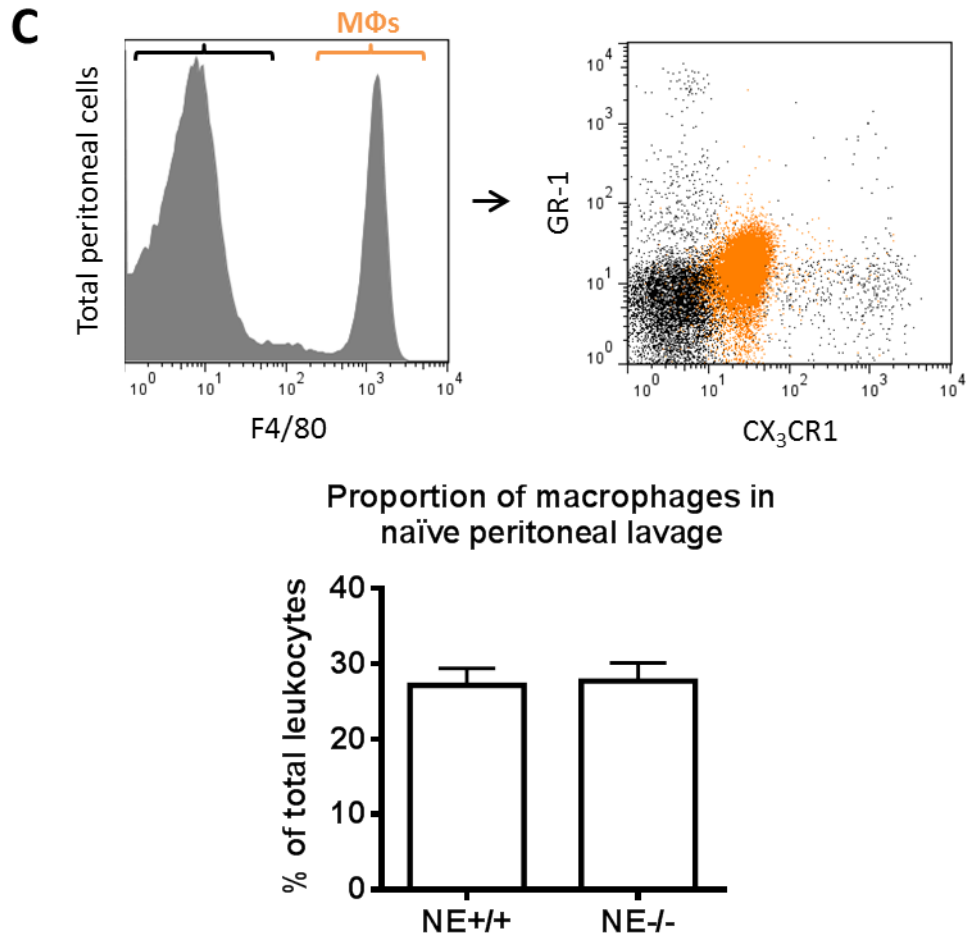 C
MΦs
Total peritoneal cells
10⁰ 10¹ 10² 10³ 10⁴
F4/80
GR-1
10⁴
10³
10²
10¹
10⁰
10⁰ 10¹ 10² 10³ 10⁴
CX₃CR1
Proportion of macrophages in
naïve peritoneal lavage
% of total leukocytes
40
30
20
10
0
NE+/+ NE-/-